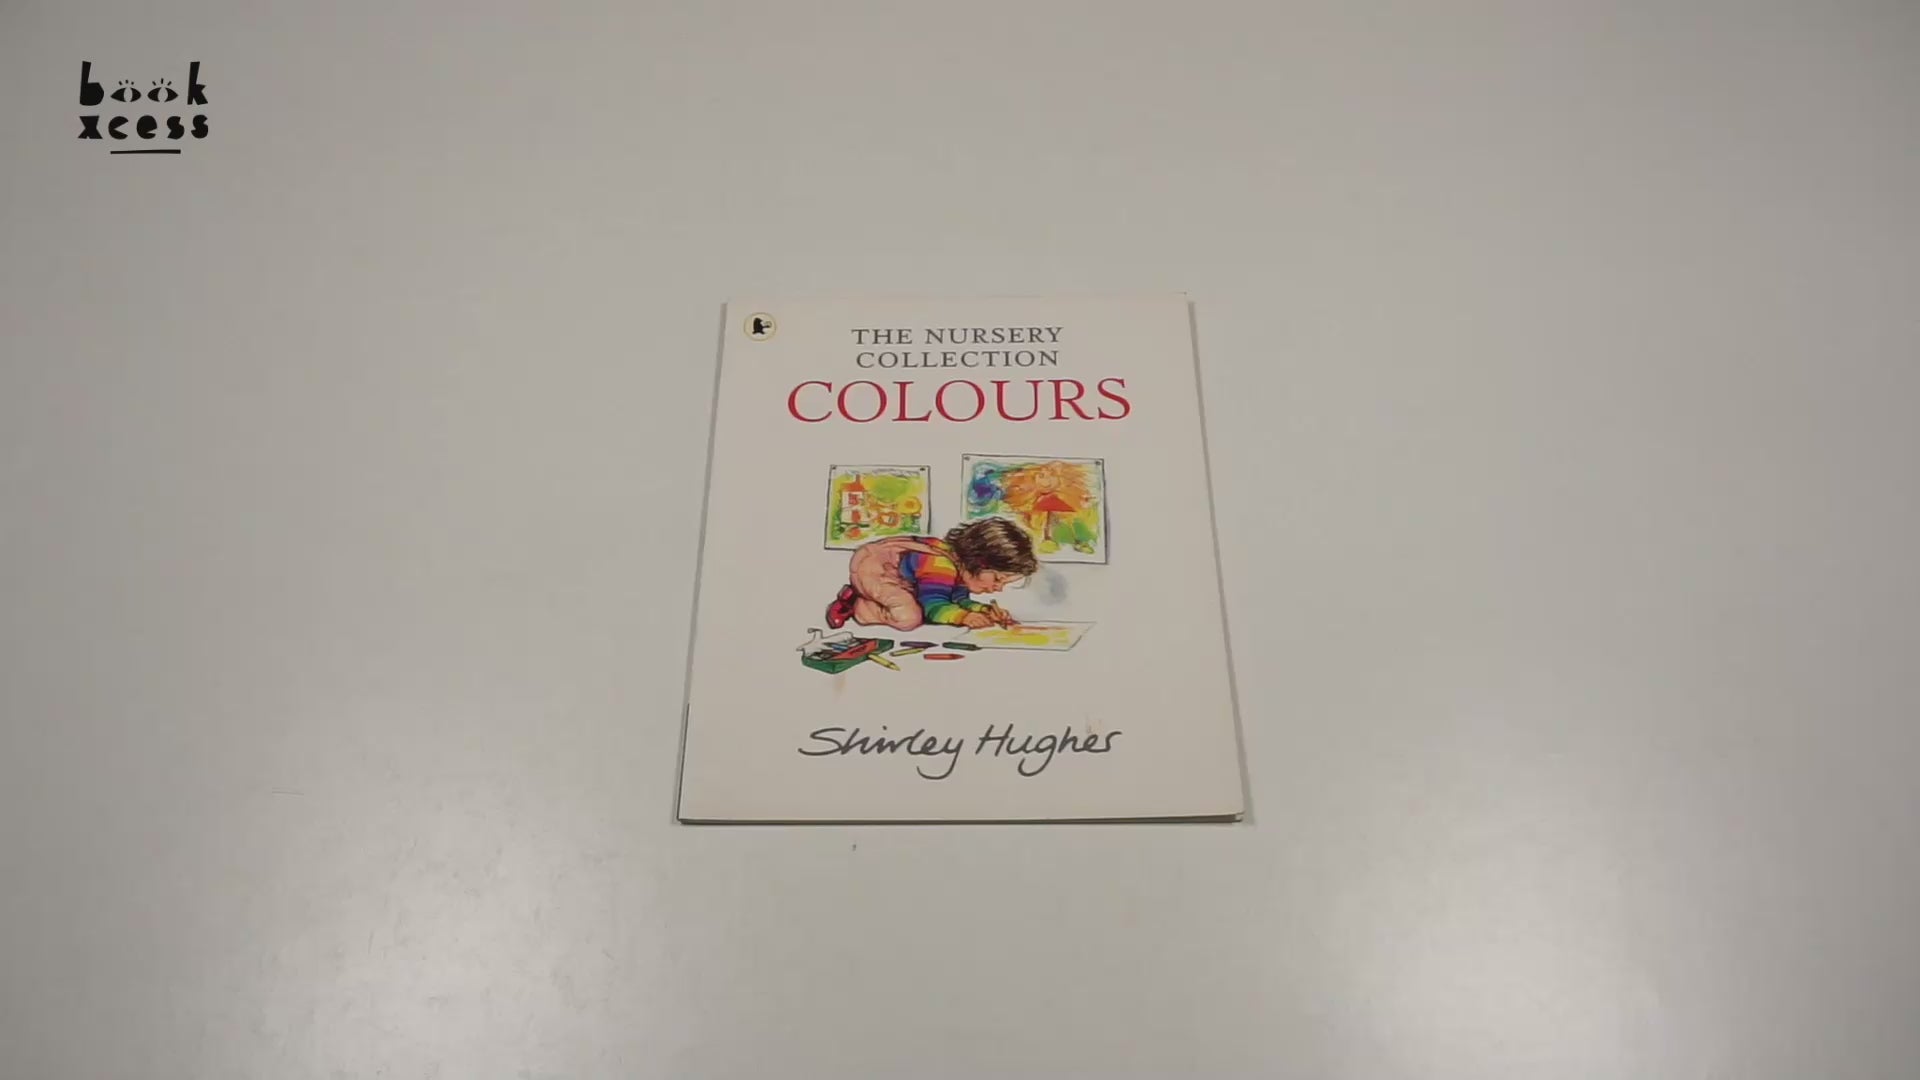 book
xcess
THE NURSERY
COLLECTION
COLOURS
Shirley Hughes